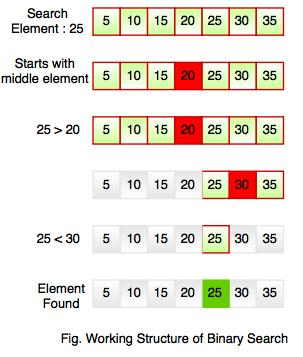 Search
Element : 25
5 10 15 20 25 30 35
Starts with
middle element
5 10 15 20 25 30 35
25 > 20
5 10 15 20 25 30 35
5 10 15 20 25 30 35
25 < 30
5 10 15 20 25 30 35
Element
Found
5 10 15 20 25 30 35
Fig. Working Structure of Binary Search